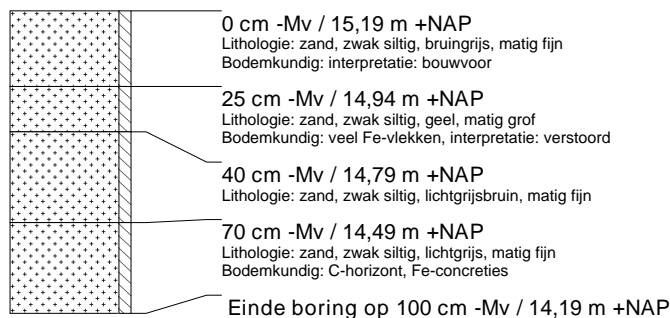 0 cm -Mv / 15,19 m +NAP
Lithologie: zand, zwak siltig, bruingrijs, matig fijn
Bodemkundig: interpretatie: bouwvoor
25 cm -Mv / 14,94 m +NAP
Lithologie: zand, zwak siltig, geel, matig grof
Bodemkundig: veel Fe-vlekken, interpretatie: verstoord
40 cm -Mv / 14,79 m +NAP
Lithologie: zand, zwak siltig, lichtgrijsbruin, matig fijn
70 cm -Mv / 14,49 m +NAP
Lithologie: zand, zwak siltig, lichtgrijs, matig fijn
Bodemkundig: C-horizont, Fe-concreties
Einde boring op 100 cm -Mv / 14,19 m +NAP